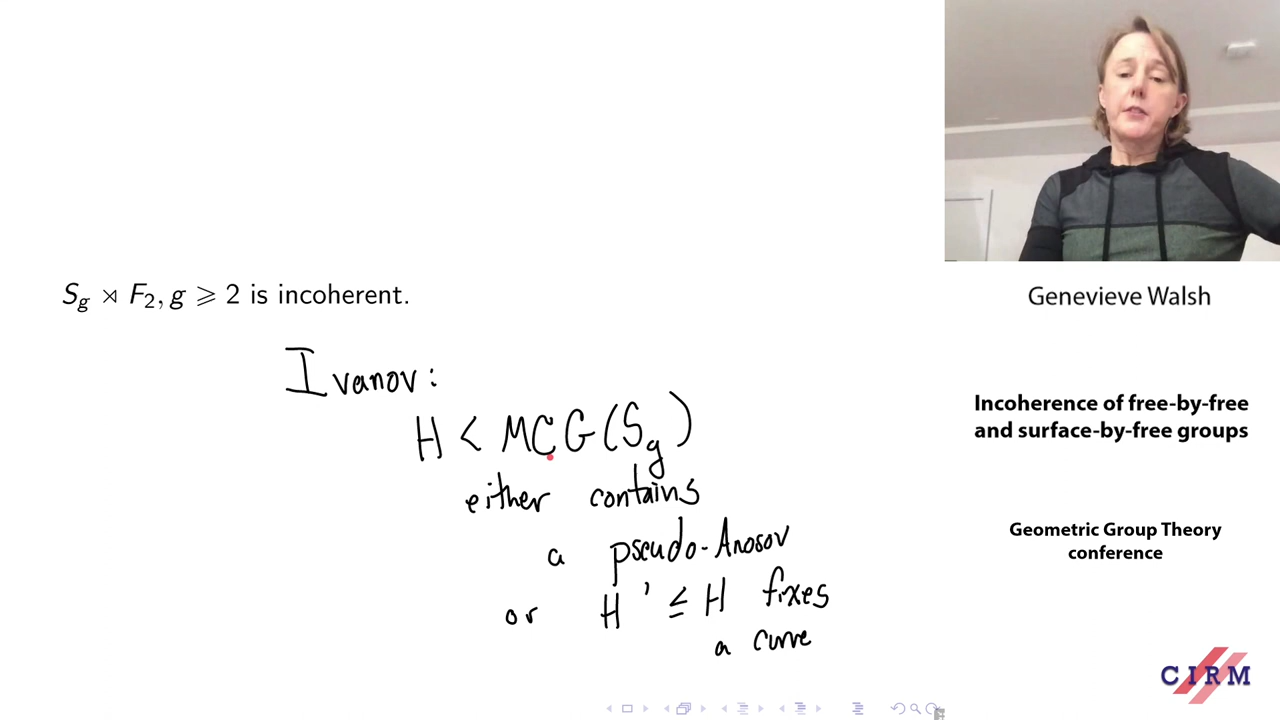 S_g ⋊ F_2, g ⩾ 2 is incoherent.
Ivanov:
H < MCG(S_g)
either contains
a pseudo-Anosov
or H' ≤ H fixes
a curve
Genevieve Walsh
Incoherence of free-by-free
and surface-by-free groups
Geometric Group Theory
conference
CIRM